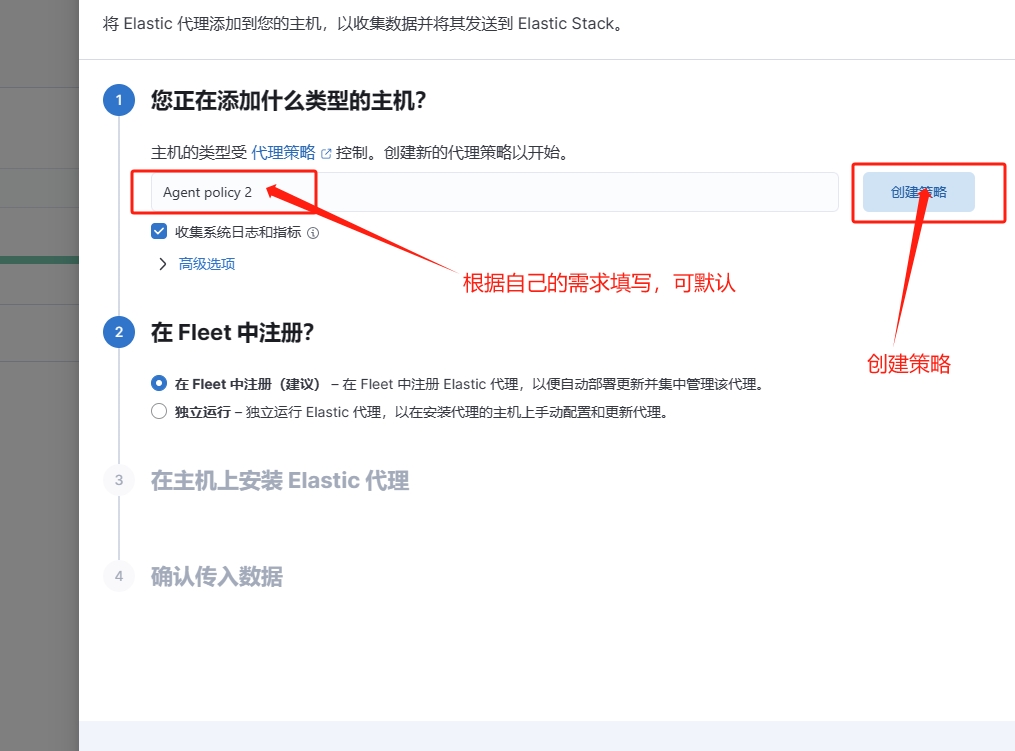 将 Elastic 代理添加到您的主机，以收集数据并将其发送到 Elastic Stack。
1 您正在添加什么类型的主机？
主机的类型受 代理策略 控制。创建新的代理策略以开始。
Agent policy 2 创建策略
收集系统日志和指标
高级选项
根据自己的需求填写，可默认
创建策略
2 在 Fleet 中注册？
在 Fleet 中注册（建议） – 在 Fleet 中注册 Elastic 代理，以便自动部署更新并集中管理该代理。
独立运行 – 独立运行 Elastic 代理，以在安装代理的主机上手动配置和更新代理。
3 在主机上安装 Elastic 代理
4 确认传入数据